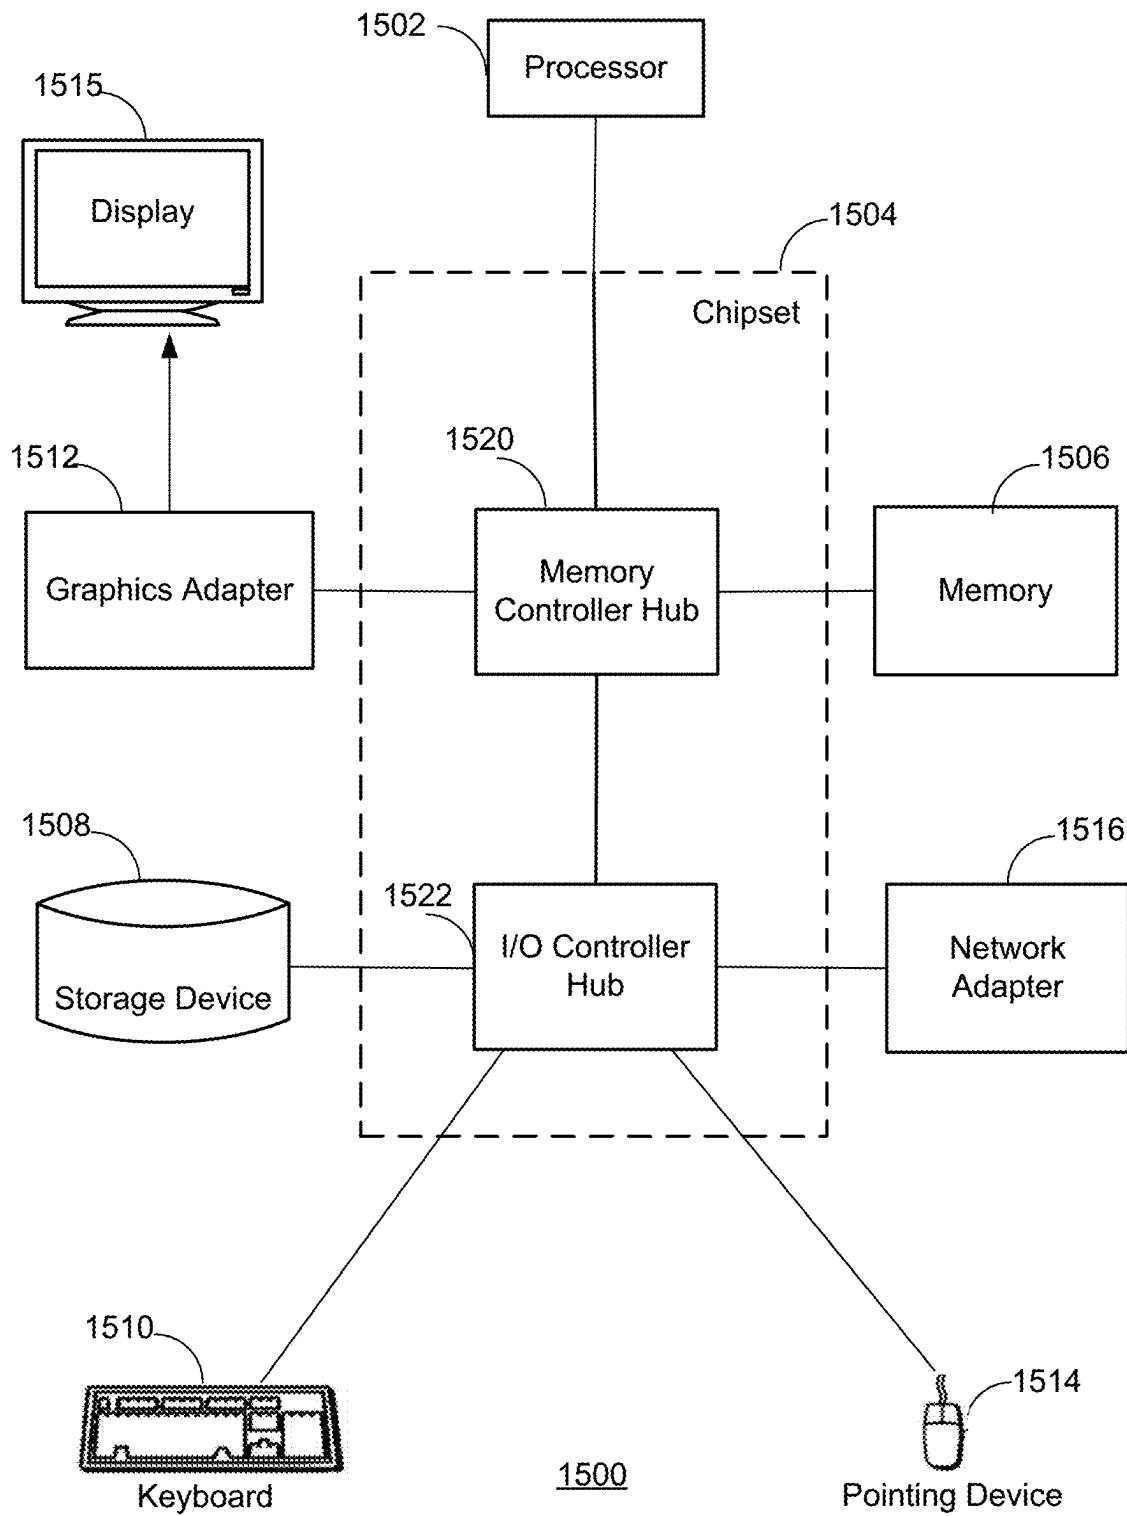 1502
Processor
1515
Display
1504
Chipset
1512
1520
1506
Graphics Adapter
Memory
Controller Hub
Memory
1508
1522
1516
Storage Device
I/O Controller
Hub
Network
Adapter
1510
1514
Keyboard
1500
Pointing Device